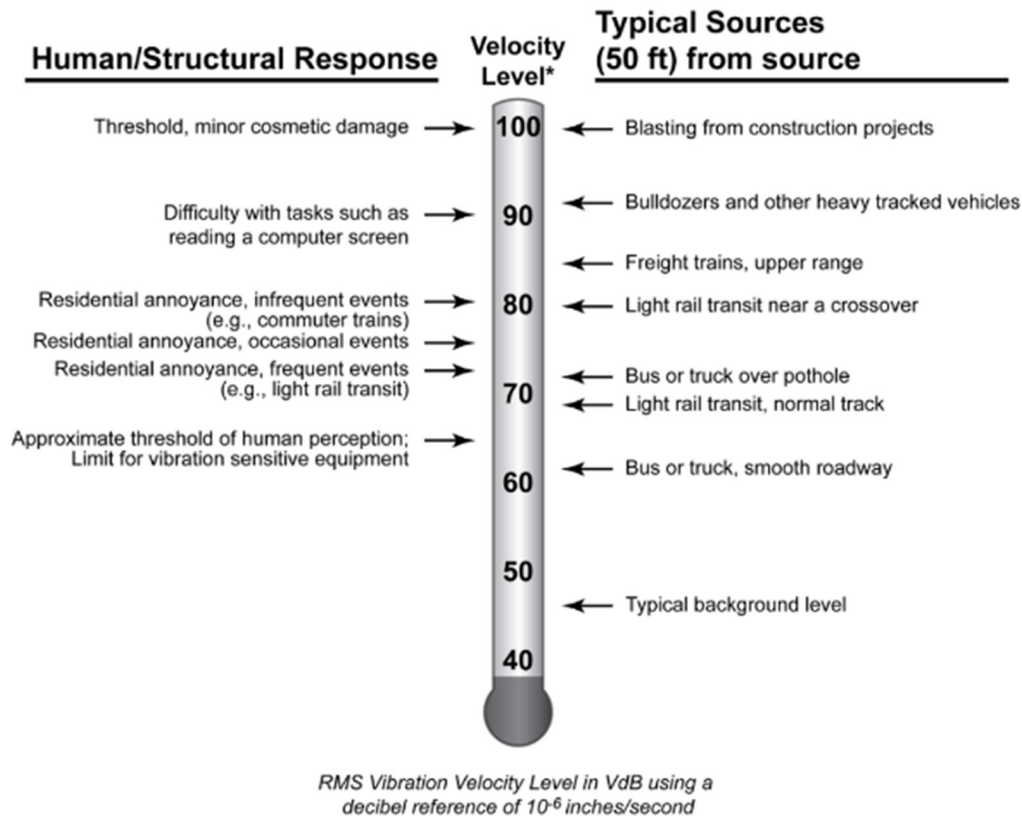 Human/Structural Response
Velocity
Level*
Typical Sources
(50 ft) from source
Threshold, minor cosmetic damage
Difficulty with tasks such as
reading a computer screen
Residential annoyance, infrequent events
(e.g., commuter trains)
Residential annoyance, occasional events
Residential annoyance, frequent events
(e.g., light rail transit)
Approximate threshold of human perception;
Limit for vibration sensitive equipment
100
90
80
70
60
50
40
Blasting from construction projects
Bulldozers and other heavy tracked vehicles
Freight trains, upper range
Light rail transit near a crossover
Bus or truck over pothole
Light rail transit, normal track
Bus or truck, smooth roadway
Typical background level
RMS Vibration Velocity Level in VdB using a
decibel reference of 10⁻⁶ inches/second